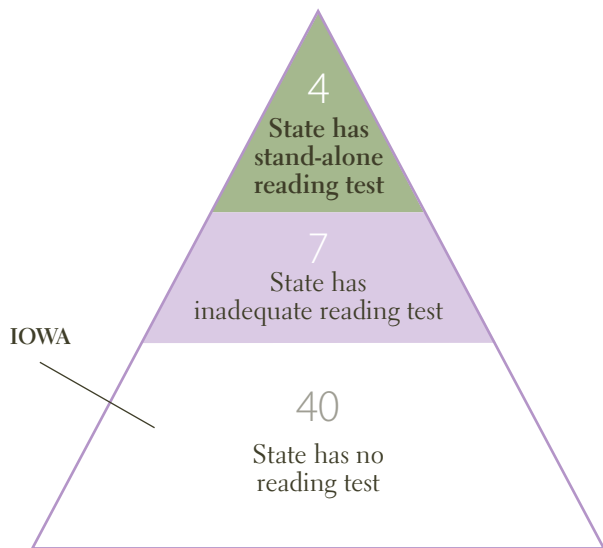 4
State has
stand-alone
reading test
7
State has
inadequate reading test
IOWA
40
State has no
reading test